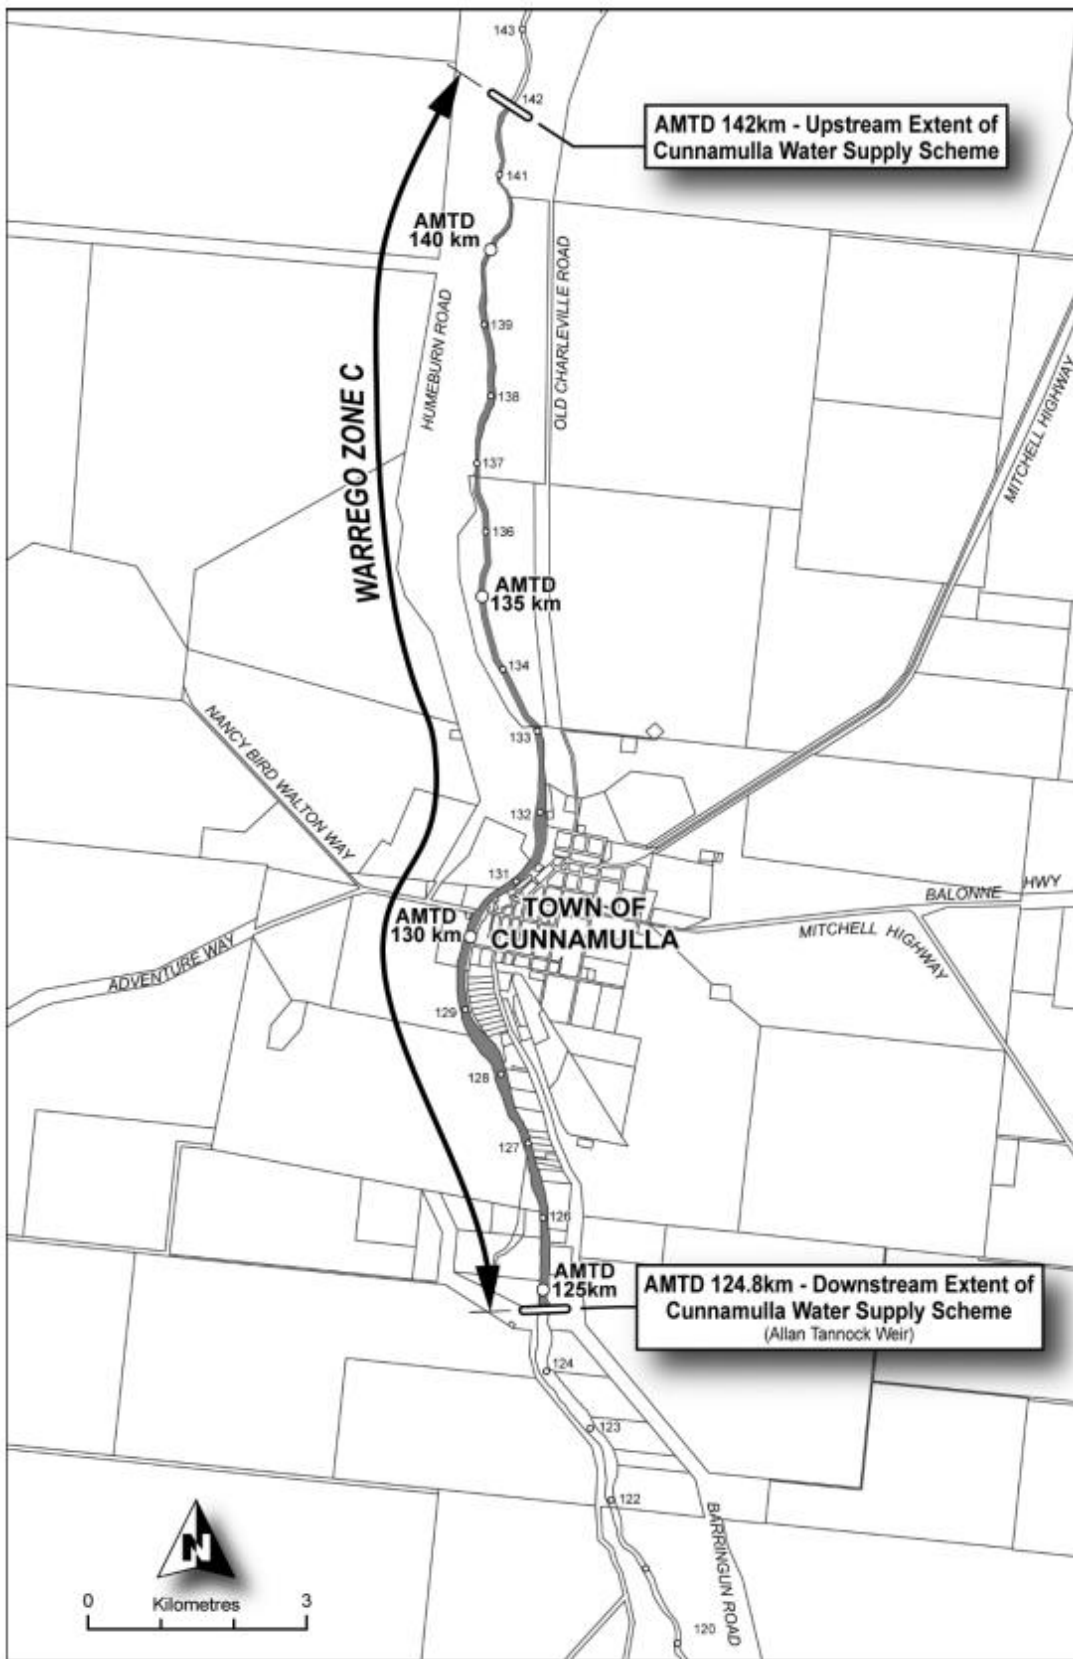 143
142
AMTD 142km - Upstream Extent of
Cunnamulla Water Supply Scheme
141
AMTD
140 km
139
138
137
136
AMTD
135 km
134
133
132
131
AMTD
130 km
129
128
127
126
AMTD
125km
AMTD 124.8km - Downstream Extent of
Cunnamulla Water Supply Scheme
(Allan Tannock Weir)
124
123
122
120
WARREGO ZONE C
HUMEBURN ROAD
OLD CHARLEVILLE ROAD
MITCHELL HIGHWAY
NANCY BIRD WALTON WAY
ADVENTURE WAY
TOWN OF
CUNNAMULLA
BALONNE HWY
MITCHELL HIGHWAY
BARRINGUN ROAD
N
Kilometres
0 3